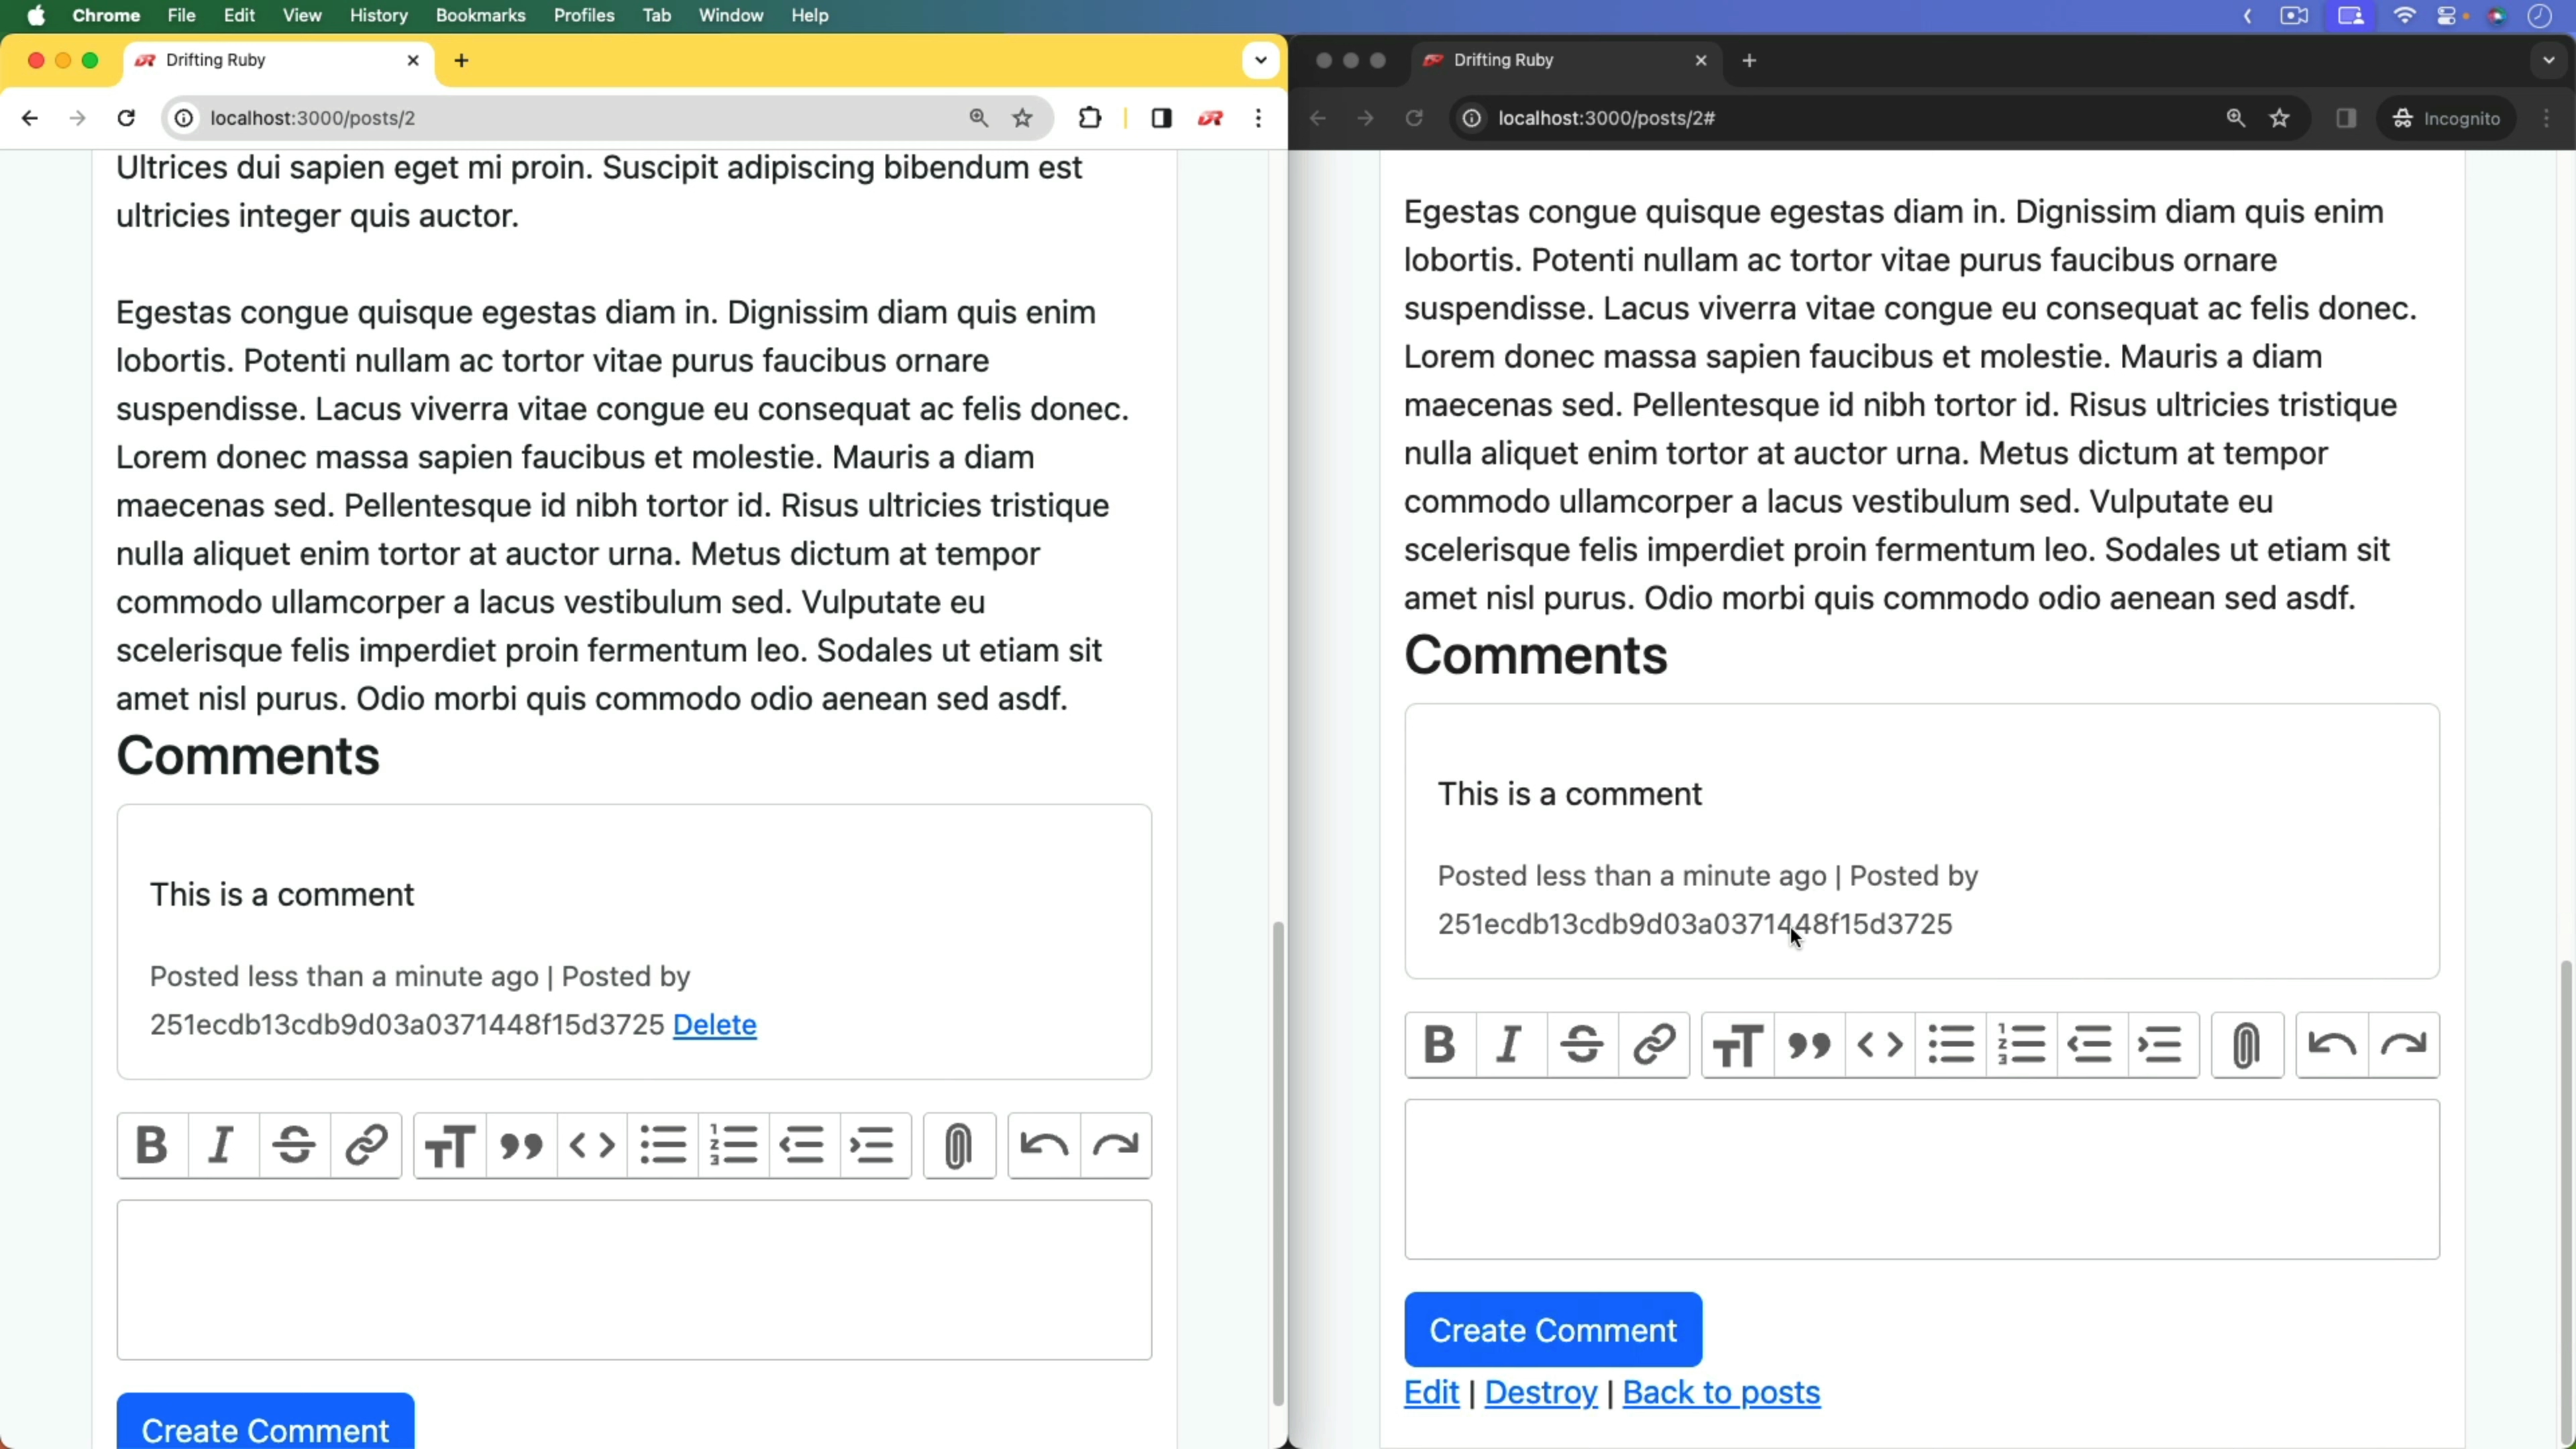 Chrome File Edit View History Bookmarks Profiles Tab Window Help
Drifting Ruby
localhost:3000/posts/2
Ultrices dui sapien eget mi proin. Suscipit adipiscing bibendum est
ultricies integer quis auctor.
Egestas congue quisque egestas diam in. Dignissim diam quis enim
lobortis. Potenti nullam ac tortor vitae purus faucibus ornare
suspendisse. Lacus viverra vitae congue eu consequat ac felis donec.
Lorem donec massa sapien faucibus et molestie. Mauris a diam
maecenas sed. Pellentesque id nibh tortor id. Risus ultricies tristique
nulla aliquet enim tortor at auctor urna. Metus dictum at tempor
commodo ullamcorper a lacus vestibulum sed. Vulputate eu
scelerisque felis imperdiet proin fermentum leo. Sodales ut etiam sit
amet nisl purus. Odio morbi quis commodo odio aenean sed asdf.
Comments
This is a comment
Posted less than a minute ago | Posted by
251ecdb13cdb9d03a0371448f15d3725 Delete
Create Comment
Drifting Ruby
localhost:3000/posts/2#
Incognito
Egestas congue quisque egestas diam in. Dignissim diam quis enim
lobortis. Potenti nullam ac tortor vitae purus faucibus ornare
suspendisse. Lacus viverra vitae congue eu consequat ac felis donec.
Lorem donec massa sapien faucibus et molestie. Mauris a diam
maecenas sed. Pellentesque id nibh tortor id. Risus ultricies tristique
nulla aliquet enim tortor at auctor urna. Metus dictum at tempor
commodo ullamcorper a lacus vestibulum sed. Vulputate eu
scelerisque felis imperdiet proin fermentum leo. Sodales ut etiam sit
amet nisl purus. Odio morbi quis commodo odio aenean sed asdf.
Comments
This is a comment
Posted less than a minute ago | Posted by
251ecdb13cdb9d03a0371448f15d3725
Create Comment
Edit | Destroy | Back to posts